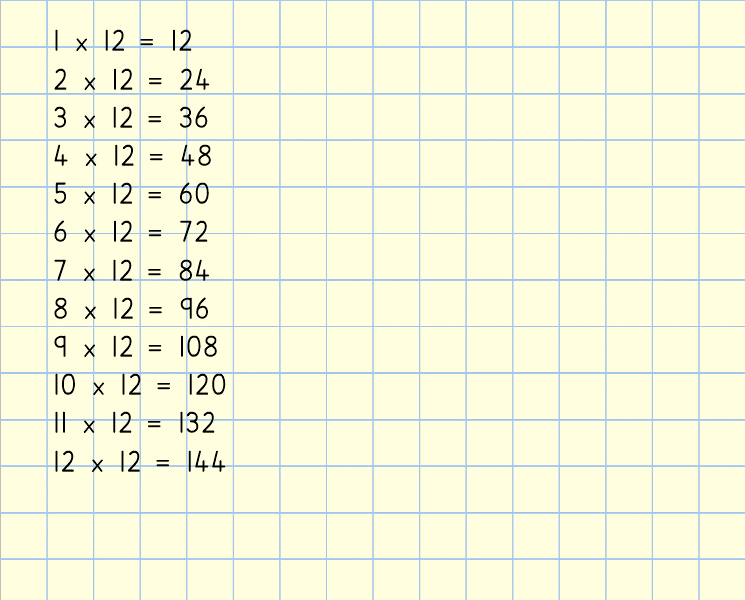 1 x 12 = 12
2 x 12 = 24
3 x 12 = 36
4 x 12 = 48
5 x 12 = 60
6 x 12 = 72
7 x 12 = 84
8 x 12 = 96
9 x 12 = 108
10 x 12 = 120
11 x 12 = 132
12 x 12 = 144